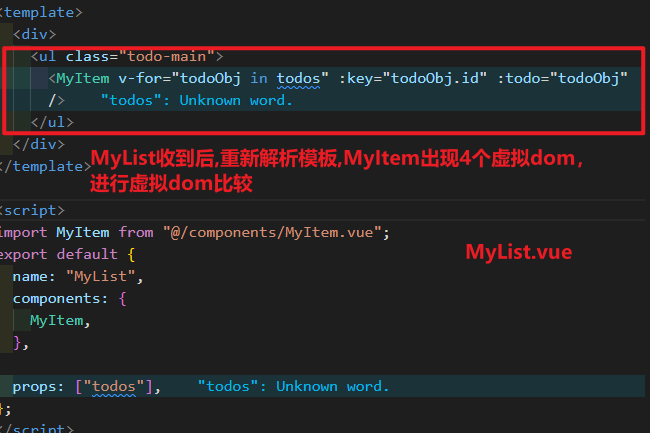 <template>
<div>
<ul class="todo-main">
<MyItem v-for="todoObj in todos" :key="todoObj.id" :todo="todoObj"
/> "todos": Unknown word.
</ul>
</div>
</template>
MyList收到后,重新解析模板,MyItem出现4个虚拟dom，
进行虚拟dom比较
<script>
import MyItem from "@/components/MyItem.vue";
export default {
MyList.vue
name: "MyList",
components: {
MyItem,
},
props: ["todos"], "todos": Unknown word.
};
</script>